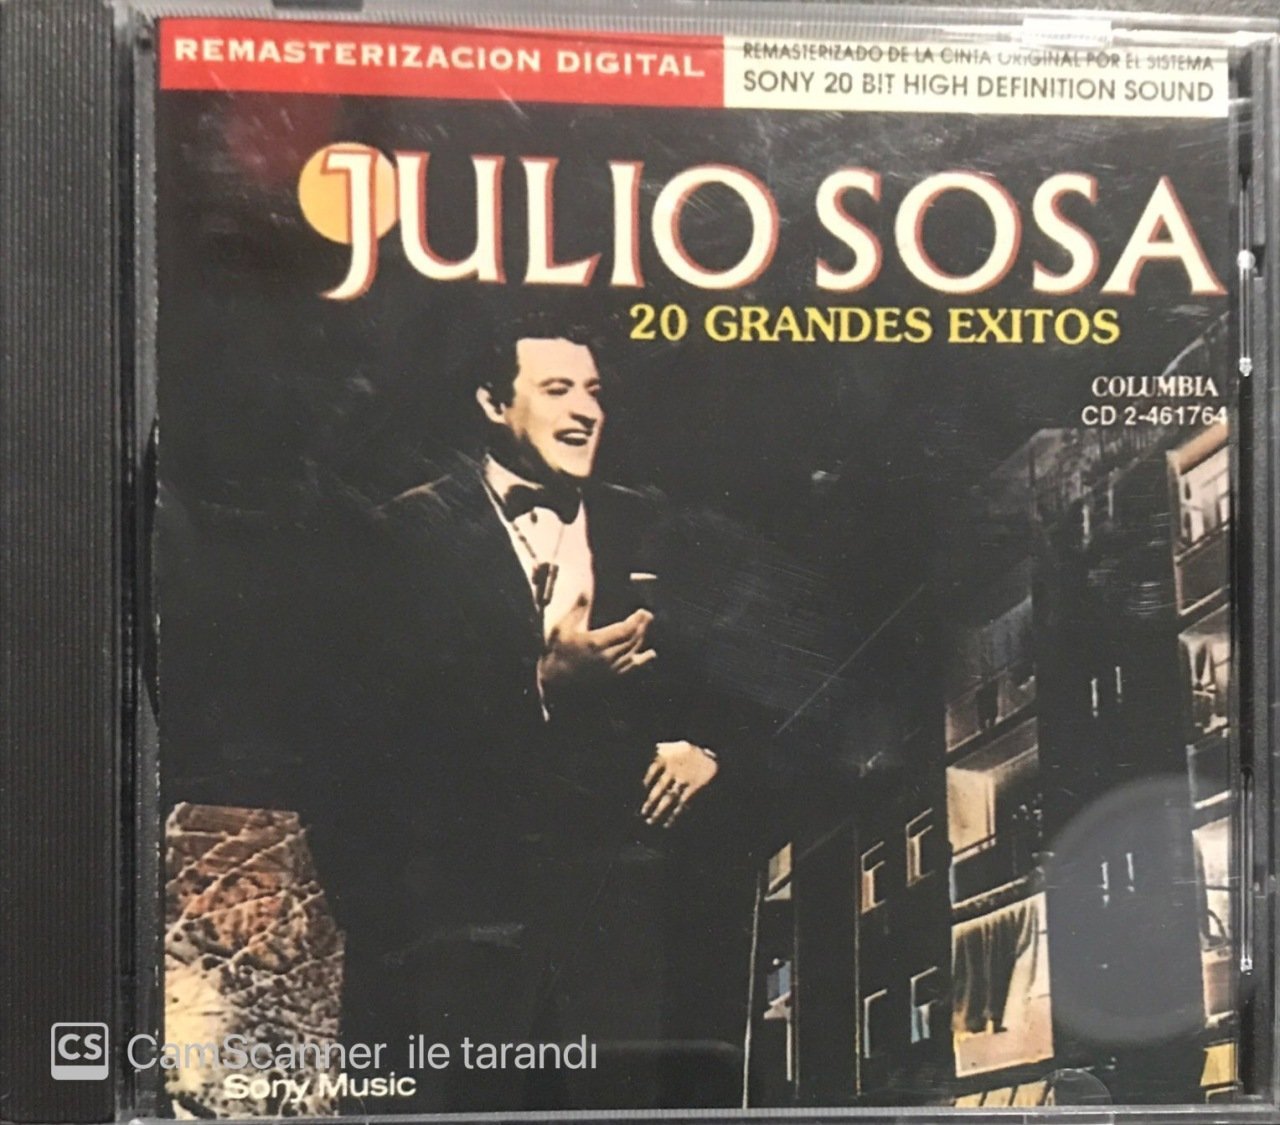 REMASTERIZACION DIGITAL
REMASTERIZADO DE LA CINTA ORIGINAL POR EL SISTEMA
SONY 20 BIT HIGH DEFINITION SOUND
JULIO SOSA
20 GRANDES EXITOS
COLUMBIA
CD 2-461764
CS CamScanner ile tarandı
Sony Music